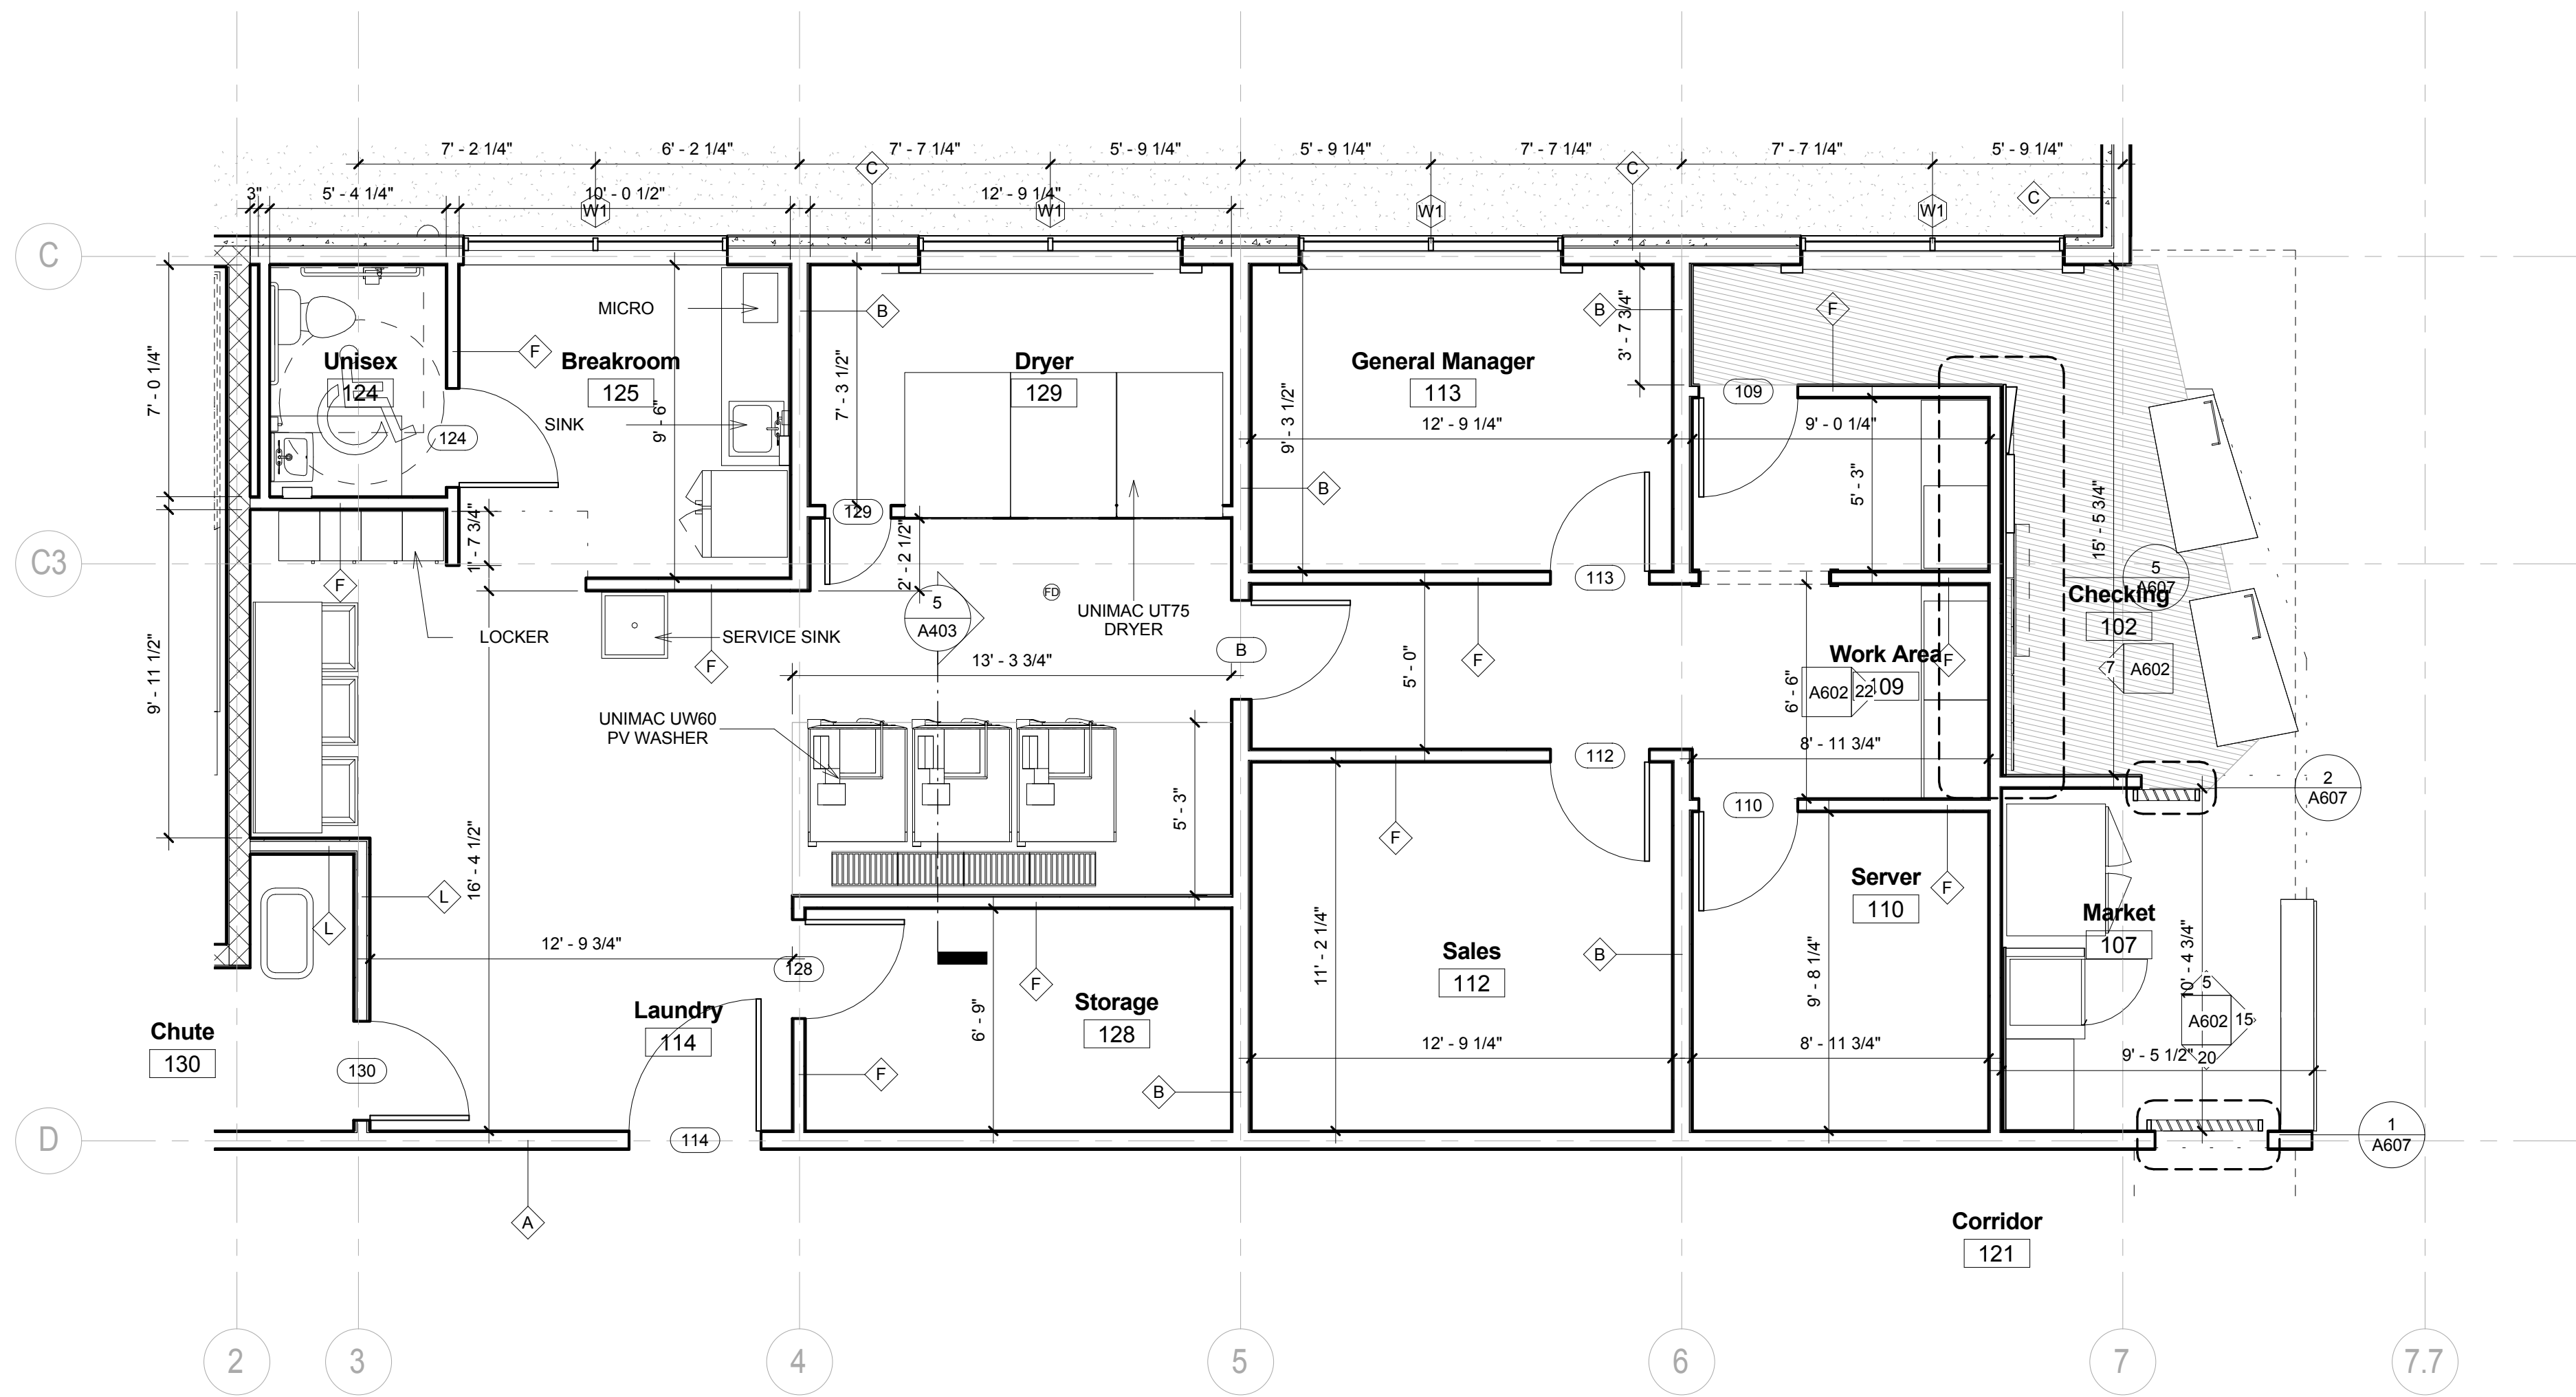 7' - 2 1/4"
6' - 2 1/4"
7' - 7 1/4"
5' - 9 1/4"
5' - 9 1/4"
7' - 7 1/4"
7' - 7 1/4"
5' - 9 1/4"
C
C
C
3"
5' - 4 1/4"
10' - 0 1/2"
12' - 9 1/4"
W1
W1
W1
W1
C
MICRO
B
B
F
3' - 7 3/4"
7' - 0 1/4"
Unisex
124
F
Breakroom
125
7' - 3 1/2"
Dryer
129
General Manager
113
109
SINK
9' - 6"
124
9' - 3 1/2"
12' - 9 1/4"
9' - 0 1/4"
5' - 3"
B
129
1' - 7 3/4"
2' - 2 1/2"
15' - 5 3/4"
C3
F
FD
113
5
A607
Checking
102
5
A403
UNIMAC UT75
DRYER
LOCKER
SERVICE SINK
B
13' - 3 3/4"
F
F
5' - 0"
Work Area
109
F
7
A602
A602
22
6' - 6"
9' - 11 1/2"
UNIMAC UW60
PV WASHER
112
8' - 11 3/4"
2
A607
110
5' - 3"
F
16' - 4 1/2"
L
L
Server
110
F
Market
107
12' - 9 3/4"
128
11' - 2 1/4"
Sales
112
B
9' - 8 1/4"
10' - 4 3/4"
F
5
A602
15
20
Chute
130
Laundry
114
6' - 9"
Storage
128
130
F
B
12' - 9 1/4"
8' - 11 3/4"
9' - 5 1/2"
D
114
1
A607
A
Corridor
121
2
3
4
5
6
7
7.7